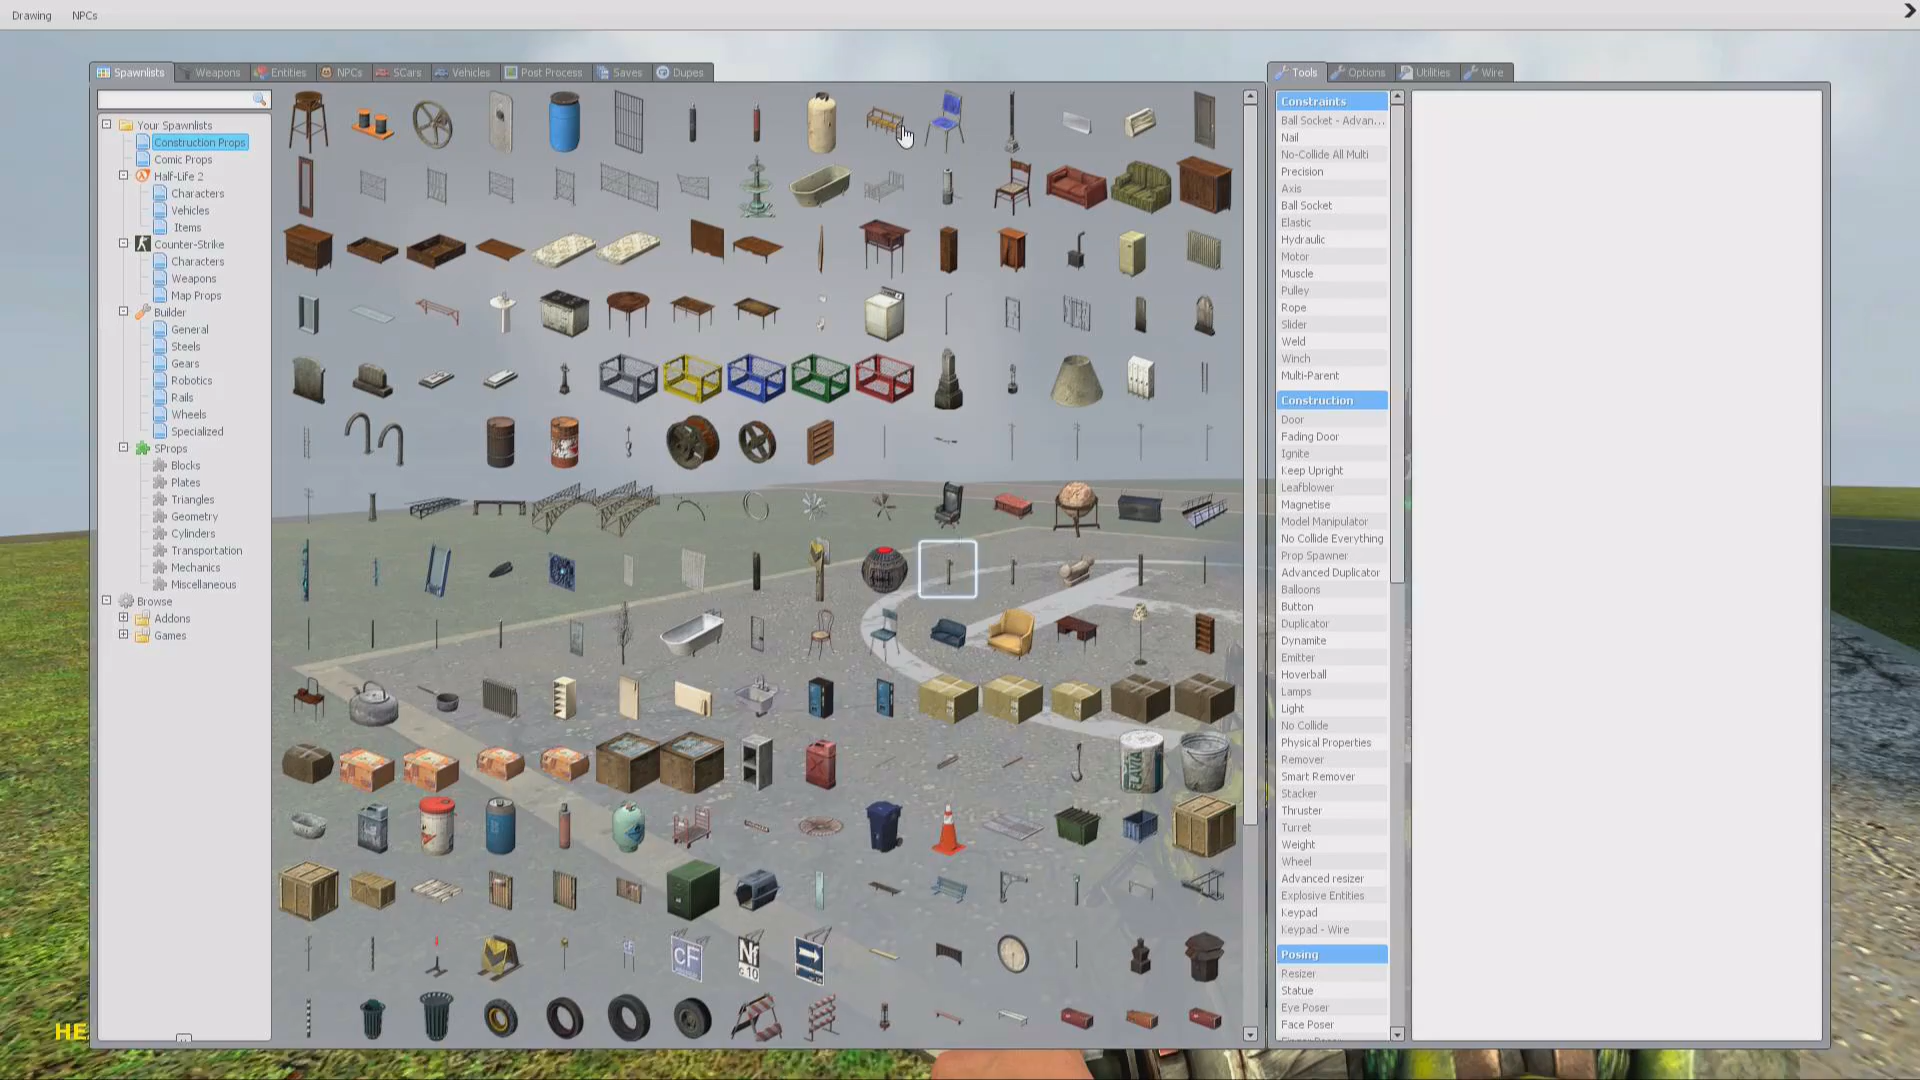 Drawing NPCs
Spawnlists Weapons Entities NPCs SCars Vehicles Post Process Saves Dupes
Your Spawnlists
Construction Props
Comic Props
Half-Life 2
Characters
Vehicles
Items
Counter-Strike
Characters
Weapons
Map Props
Builder
General
Steels
Gears
Robotics
Rails
Wheels
Specialized
SProps
Blocks
Plates
Triangles
Geometry
Cylinders
Transportation
Mechanics
Miscellaneous
Browse
Addons
Games
CF
Nf
c 10
HE
Tools Options Utilities Wire
Constraints
Ball Socket - Advan...
Nail
No-Collide All Multi
Precision
Axis
Ball Socket
Elastic
Hydraulic
Motor
Muscle
Pulley
Rope
Slider
Weld
Winch
Multi-Parent
Construction
Door
Fading Door
Ignite
Keep Upright
Leafblower
Magnetise
Model Manipulator
No Collide Everything
Prop Spawner
Advanced Duplicator
Balloons
Button
Duplicator
Dynamite
Emitter
Hoverball
Lamps
Light
No Collide
Physical Properties
Remover
Smart Remover
Stacker
Thruster
Turret
Weight
Wheel
Advanced resizer
Explosive Entities
Keypad
Keypad - Wire
Posing
Resizer
Statue
Eye Poser
Face Poser